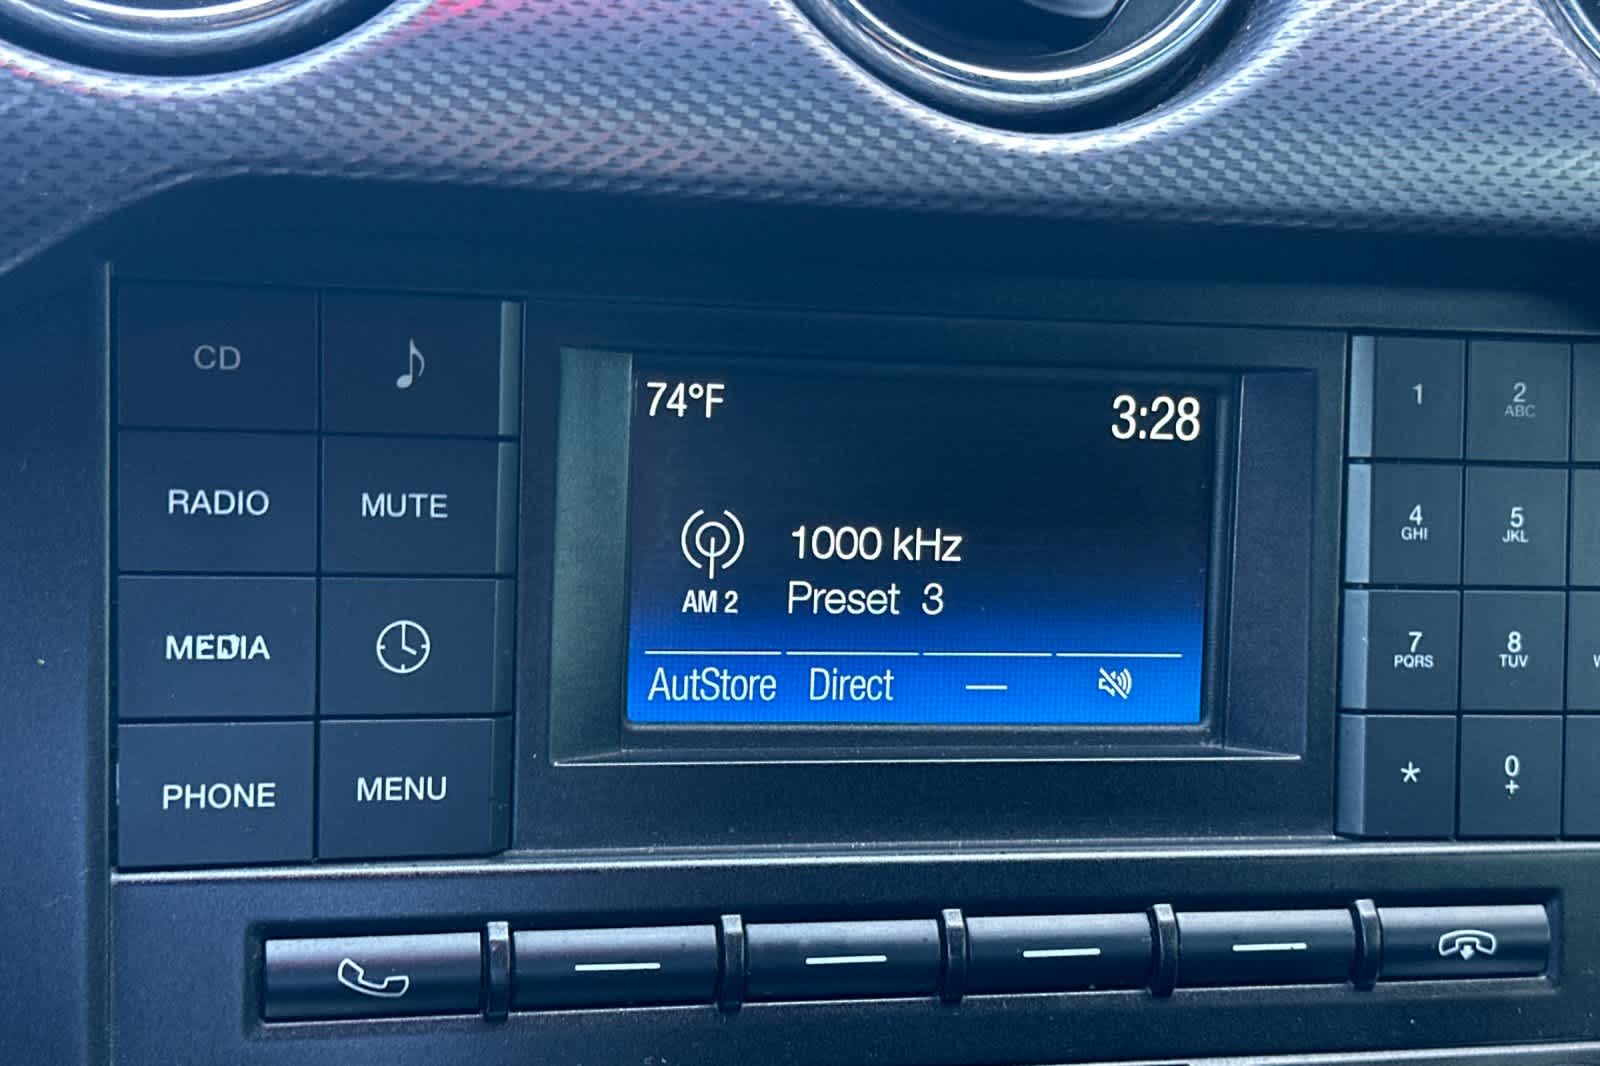 CD
RADIO
MUTE
MEDIA
PHONE
MENU
74°F
3:28
1000 kHz
AM 2
Preset 3
AutStore
Direct
1
2
ABC
4
GHI
5
JKL
7
PQRS
8
TUV
*
0
+